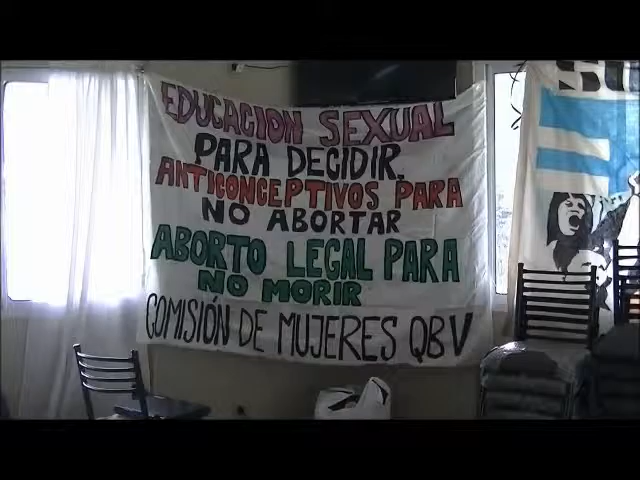 EDUCACION SEXUAL
PARA DECIDIR,
ANTICONCEPTIVOS PARA
NO ABORTAR
ABORTO LEGAL PARA
NO MORIR
COMISIÓN DE MUJERES QBV